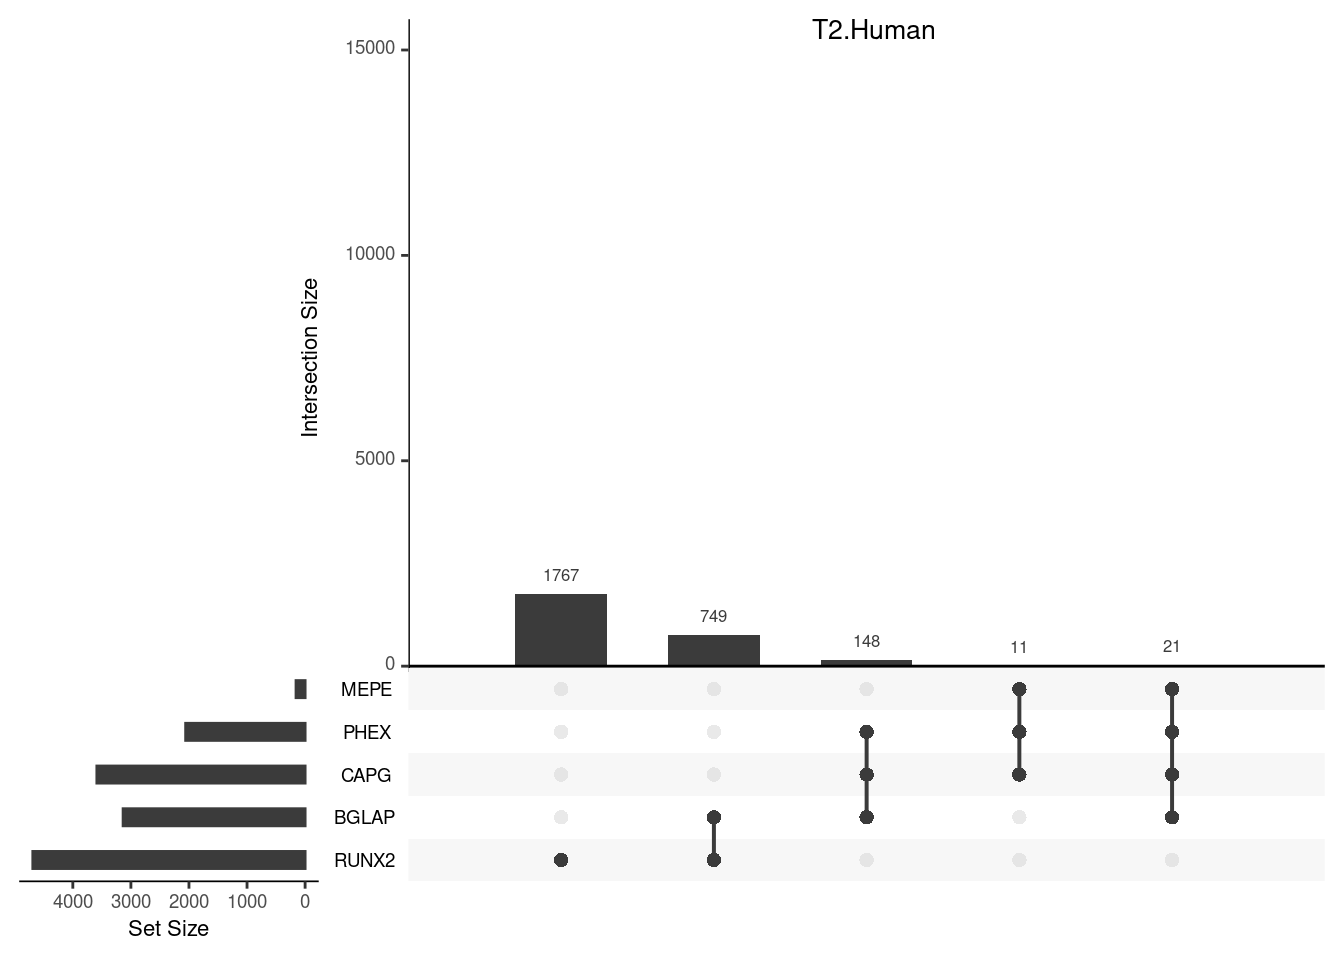 T2.Human
15000
10000
5000
0
Intersection Size
1767
749
148
11
21
MEPE
PHEX
CAPG
BGLAP
RUNX2
4000 3000 2000 1000 0
Set Size